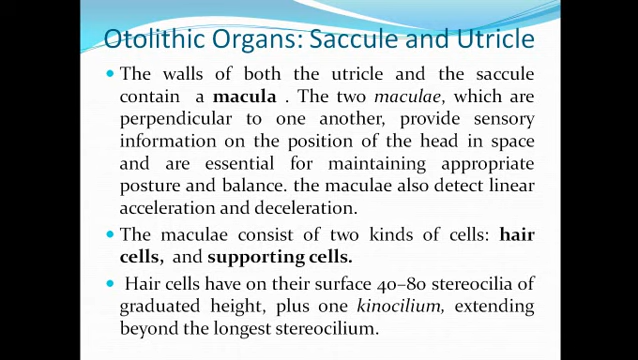 Otolithic Organs: Saccule and Utricle
• The walls of both the utricle and the saccule
contain a macula . The two maculae, which are
perpendicular to one another, provide sensory
information on the position of the head in space
and are essential for maintaining appropriate
posture and balance. the maculae also detect linear
acceleration and deceleration.
• The maculae consist of two kinds of cells: hair
cells, and supporting cells.
• Hair cells have on their surface 40–80 stereocilia of
graduated height, plus one kinocilium, extending
beyond the longest stereocilium.